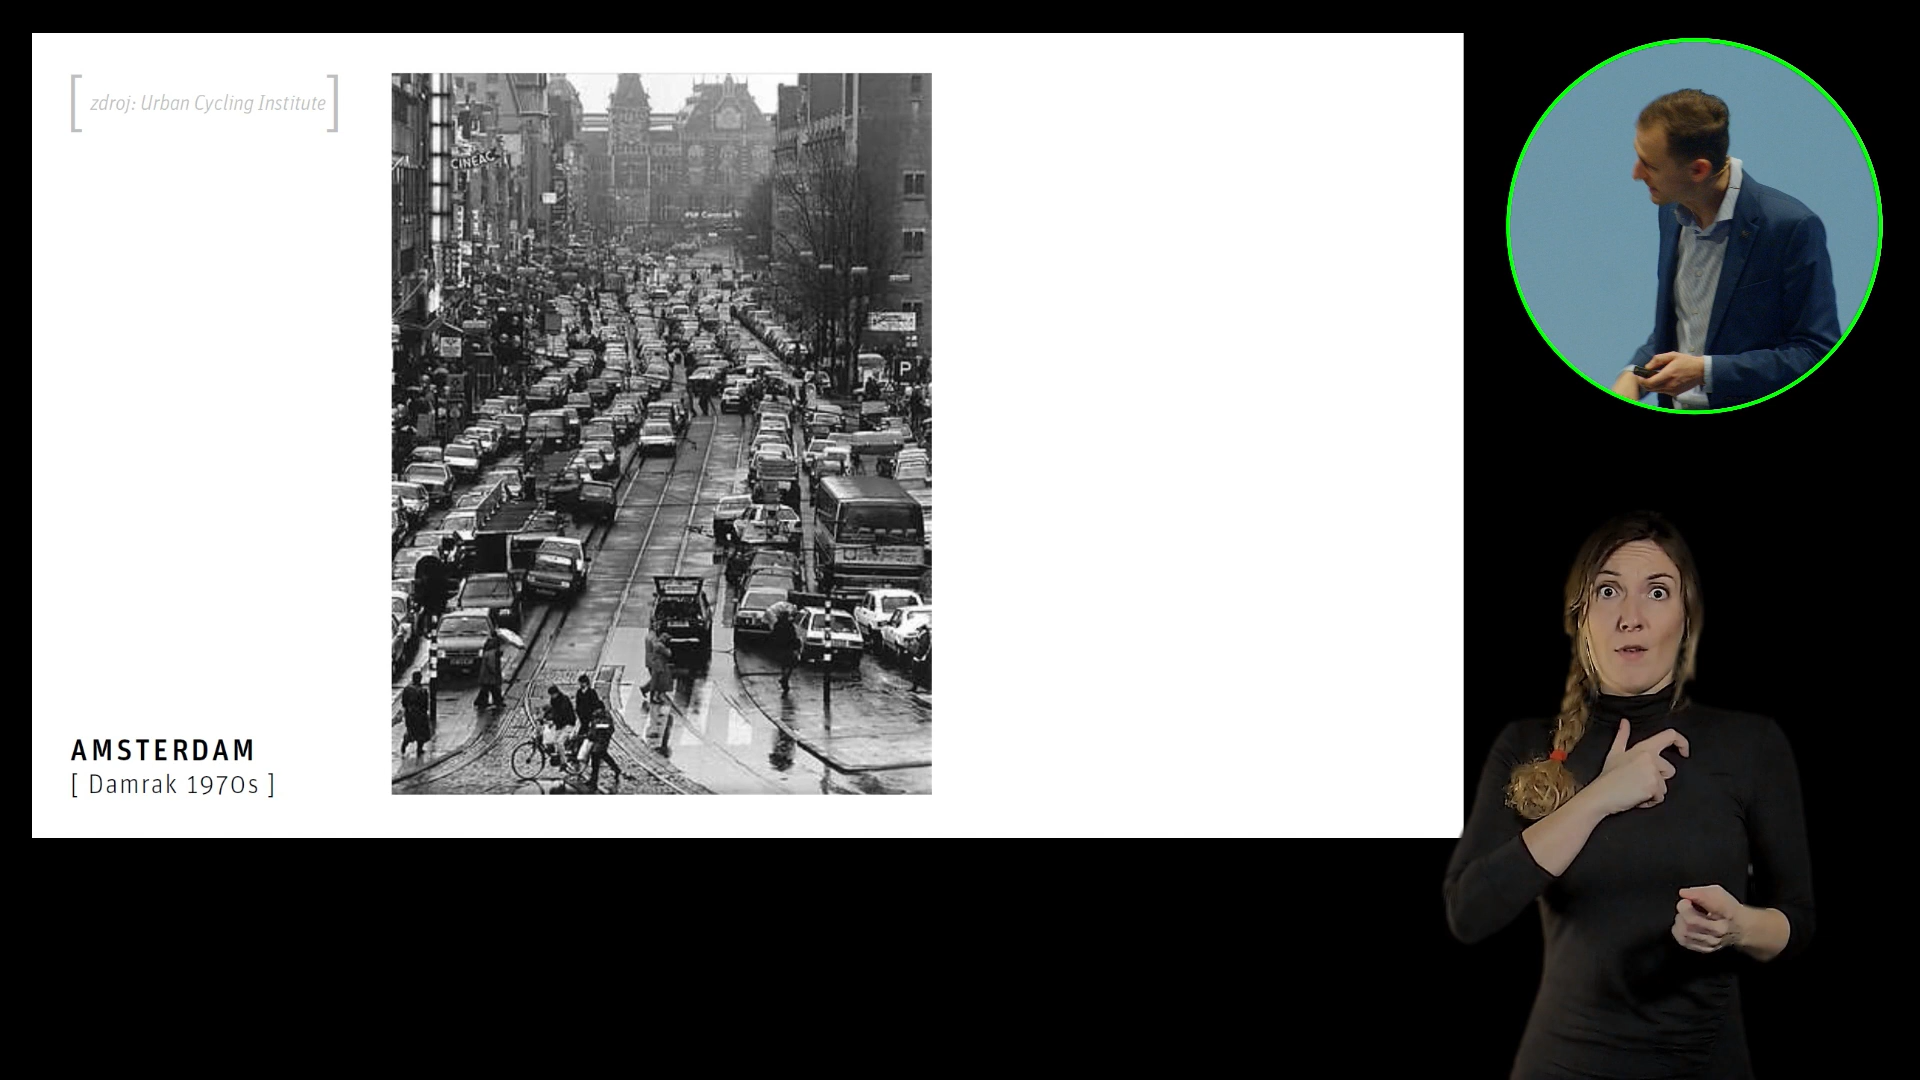 [ zdroj: Urban Cycling Institute ]
CINEAC
P
AMSTERDAM
[ Damrak 1970s ]